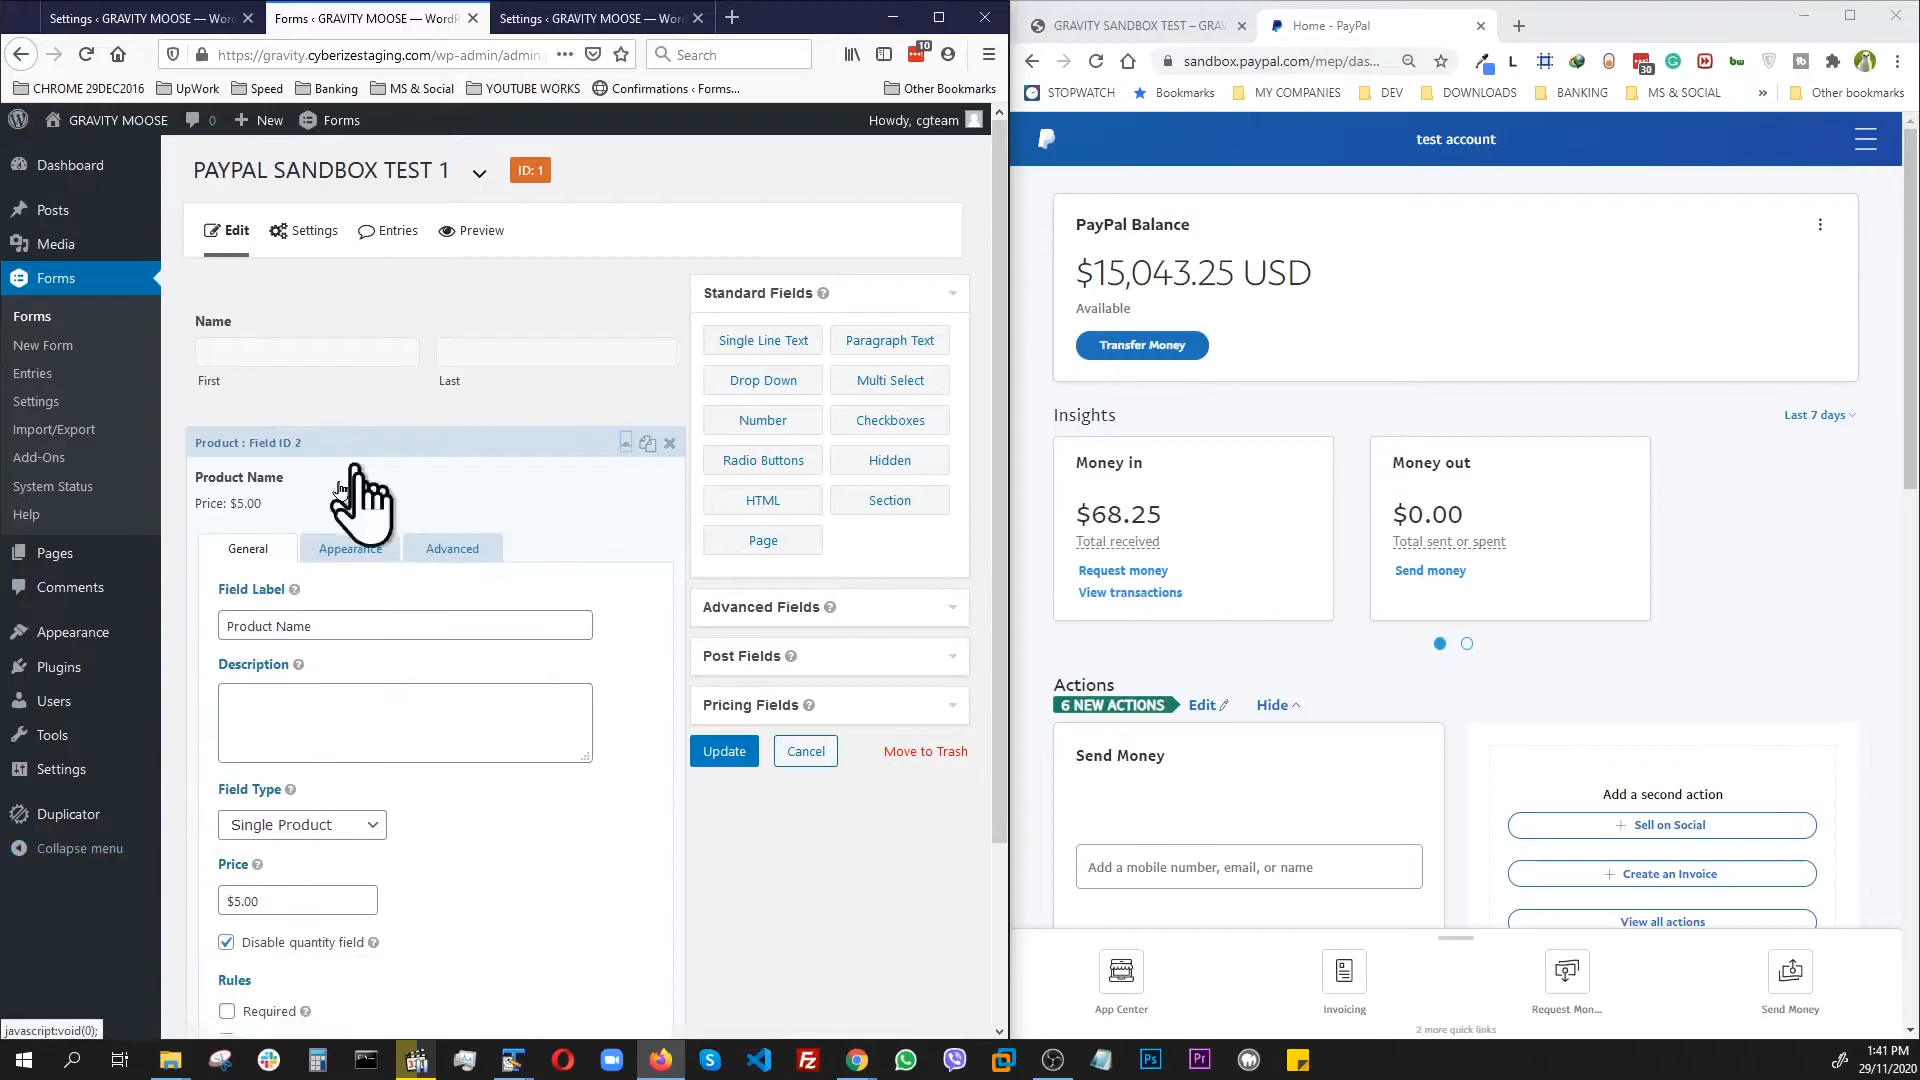 Settings ‹ GRAVITY MOOSE — Wor
Forms ‹ GRAVITY MOOSE — WordP
Settings ‹ GRAVITY MOOSE — Wor
https://gravity.cyberizestaging.com/wp-admin/admin.
Search
10
CHROME 29DEC2016
UpWork
Speed
Banking
MS & Social
YOUTUBE WORKS
Confirmations ‹ Forms...
Other Bookmarks
GRAVITY MOOSE
0
New
Forms
Howdy, cgteam
Dashboard
Posts
Media
Forms
Forms
New Form
Entries
Settings
Import/Export
Add-Ons
System Status
Help
Pages
Comments
Appearance
Plugins
Users
Tools
Settings
Duplicator
Collapse menu
javascript:void(0);
PAYPAL SANDBOX TEST 1
ID: 1
Edit
Settings
Entries
Preview
Name
First
Last
Product : Field ID 2
Product Name
Price: $5.00
General
Appearance
Advanced
Field Label
Product Name
Description
Field Type
Single Product
Price
$5.00
Disable quantity field
Rules
Required
Standard Fields
Single Line Text
Paragraph Text
Drop Down
Multi Select
Number
Checkboxes
Radio Buttons
Hidden
HTML
Section
Page
Advanced Fields
Post Fields
Pricing Fields
Update
Cancel
Move to Trash
GRAVITY SANDBOX TEST – GRAV
Home - PayPal
sandbox.paypal.com/mep/das...
L
30
bw
STOPWATCH
Bookmarks
MY COMPANIES
DEV
DOWNLOADS
BANKING
MS & SOCIAL
»
Other bookmarks
test account
PayPal Balance
$15,043.25 USD
Available
Transfer Money
Insights
Last 7 days
Money in
$68.25
Total received
Request money
View transactions
Money out
$0.00
Total sent or spent
Send money
Actions
6 NEW ACTIONS
Edit
Hide
Send Money
Add a mobile number, email, or name
Add a second action
Sell on Social
Create an Invoice
View all actions
App Center
Invoicing
Request Mon...
Send Money
2 more quick links
Ps
Pr
1:41 PM
29/11/2020